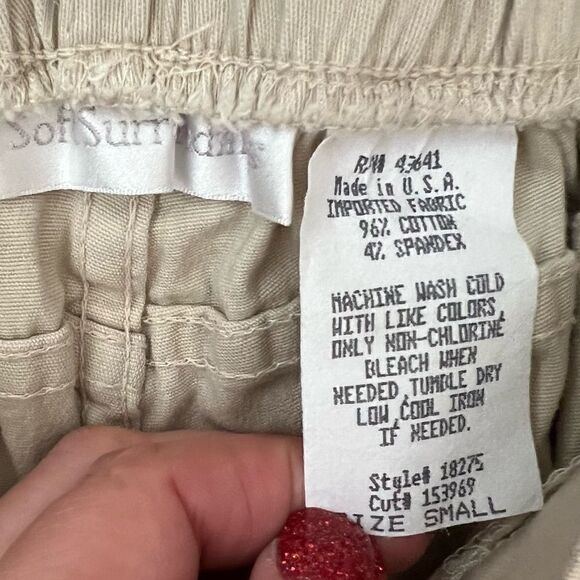 SoftSurroundings
RN# 43641
Made in U.S.A.
IMPORTED FABRIC
96% COTTON
4% SPANDEX
MACHINE WASH COLD
WITH LIKE COLORS,
ONLY NON-CHLORINE
BLEACH WHEN
NEEDED, TUMBLE DRY
LOW, COOL IRON
IF NEEDED.
Style# 18275
Cut# 153969
SIZE SMALL